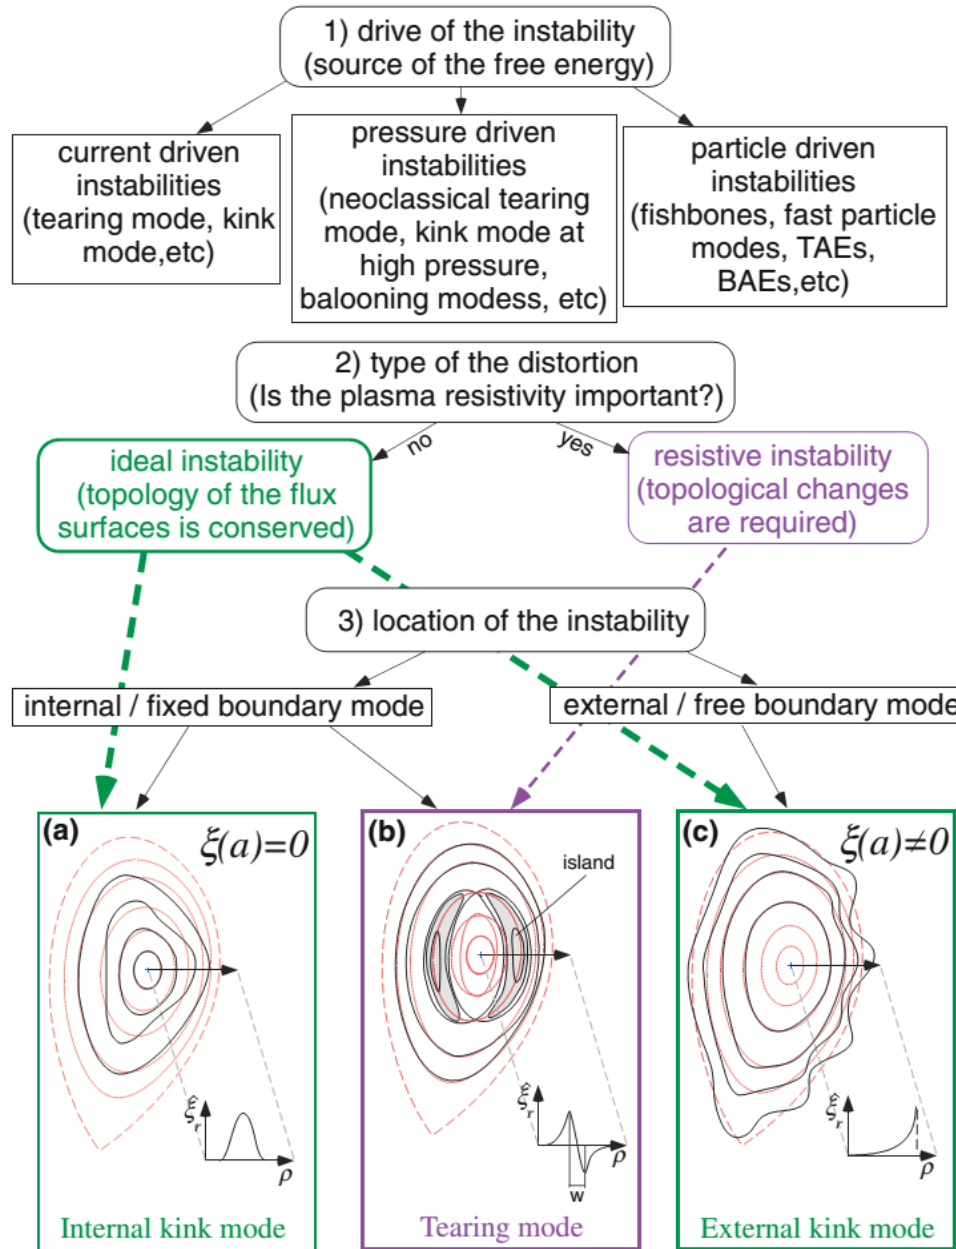 1) drive of the instability
(source of the free energy)
current driven
instabilities
(tearing mode, kink
mode,etc)
pressure driven
instabilities
(neoclassical tearing
mode, kink mode at
high pressure,
balooning modess, etc)
particle driven
instabilities
(fishbones, fast particle
modes, TAEs,
BAEs,etc)
2) type of the distortion
(Is the plasma resistivity important?)
no
yes
ideal instability
(topology of the flux
surfaces is conserved)
resistive instability
(topological changes
are required)
3) location of the instability
internal / fixed boundary mode
external / free boundary mode
(a)
ξ(a)=0
ξ̂r
ρ
Internal kink mode
(b)
island
ξ̂r
ρ
w
Tearing mode
(c)
ξ(a)≠0
ξ̂r
ρ
External kink mode